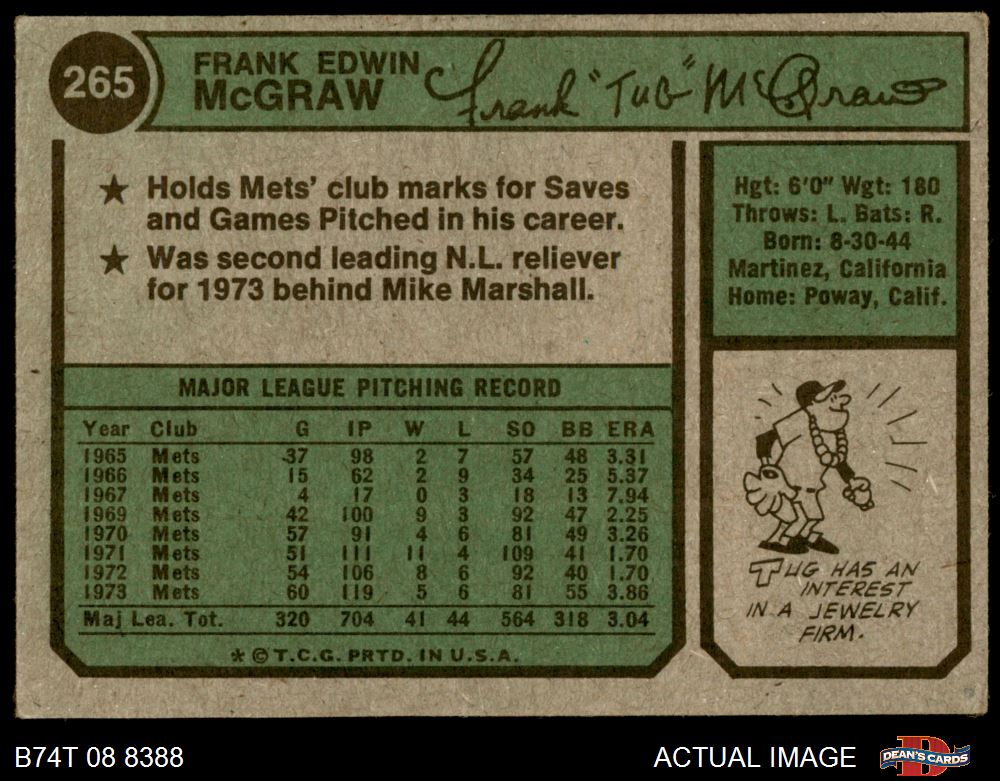 265
FRANK EDWIN
McGRAW
Frank "Tug" McGraw
★ Holds Mets' club marks for Saves
and Games Pitched in his career.
★ Was second leading N.L. reliever
for 1973 behind Mike Marshall.
Hgt: 6'0" Wgt: 180
Throws: L. Bats: R.
Born: 8-30-44
Martinez, California
Home: Poway, Calif.
MAJOR LEAGUE PITCHING RECORD
Year Club G IP W L SO BB ERA
1965 Mets 37 98 2 7 57 48 3.31
1966 Mets 15 62 2 9 34 25 5.37
1967 Mets 4 17 0 3 18 13 7.94
1969 Mets 42 100 9 3 92 47 2.25
1970 Mets 57 91 4 6 81 49 3.26
1971 Mets 51 111 11 4 109 41 1.70
1972 Mets 54 106 8 6 92 40 1.70
1973 Mets 60 119 5 6 81 55 3.86
Maj Lea. Tot. 320 704 41 44 564 318 3.04
* © T.C.G. PRTD. IN U.S.A.
TUG HAS AN
INTEREST
IN A JEWELRY
FIRM.
B74T 08 8388
ACTUAL IMAGE
DEAN'S CARDS